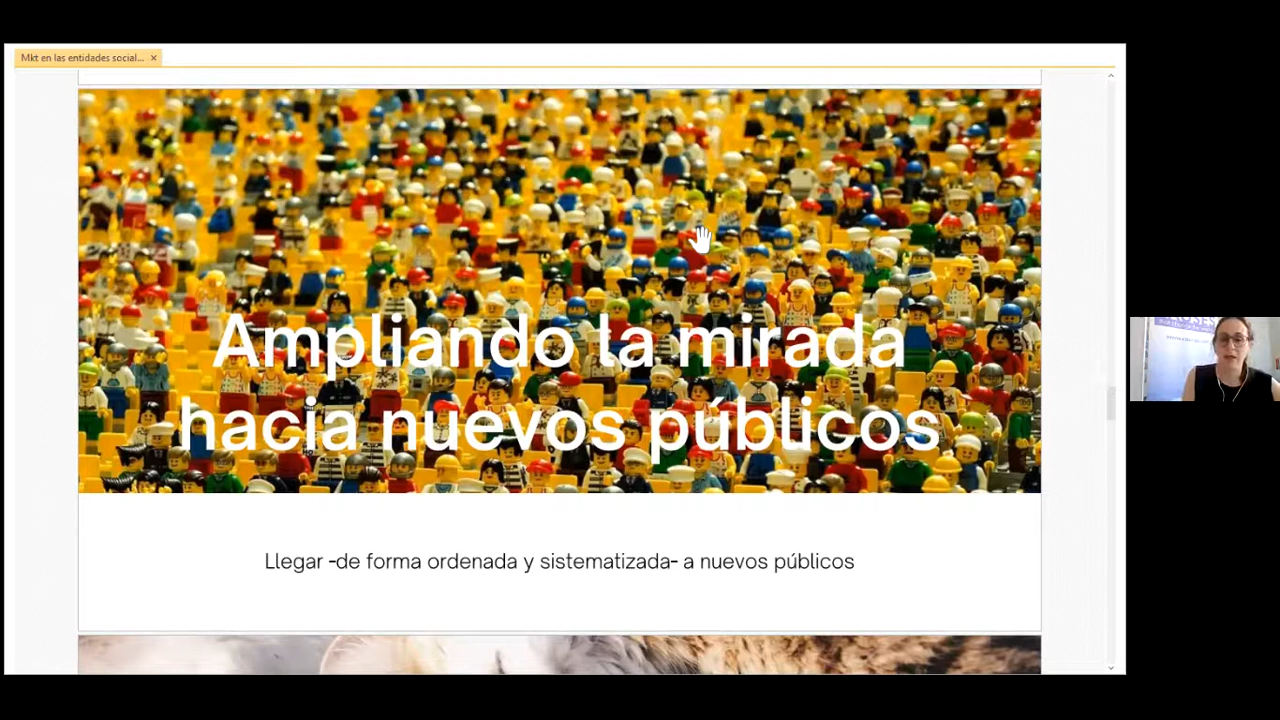 Mkt en las entidades social... ×
Ampliando la mirada
hacia nuevos públicos
Llegar -de forma ordenada y sistematizada- a nuevos públicos